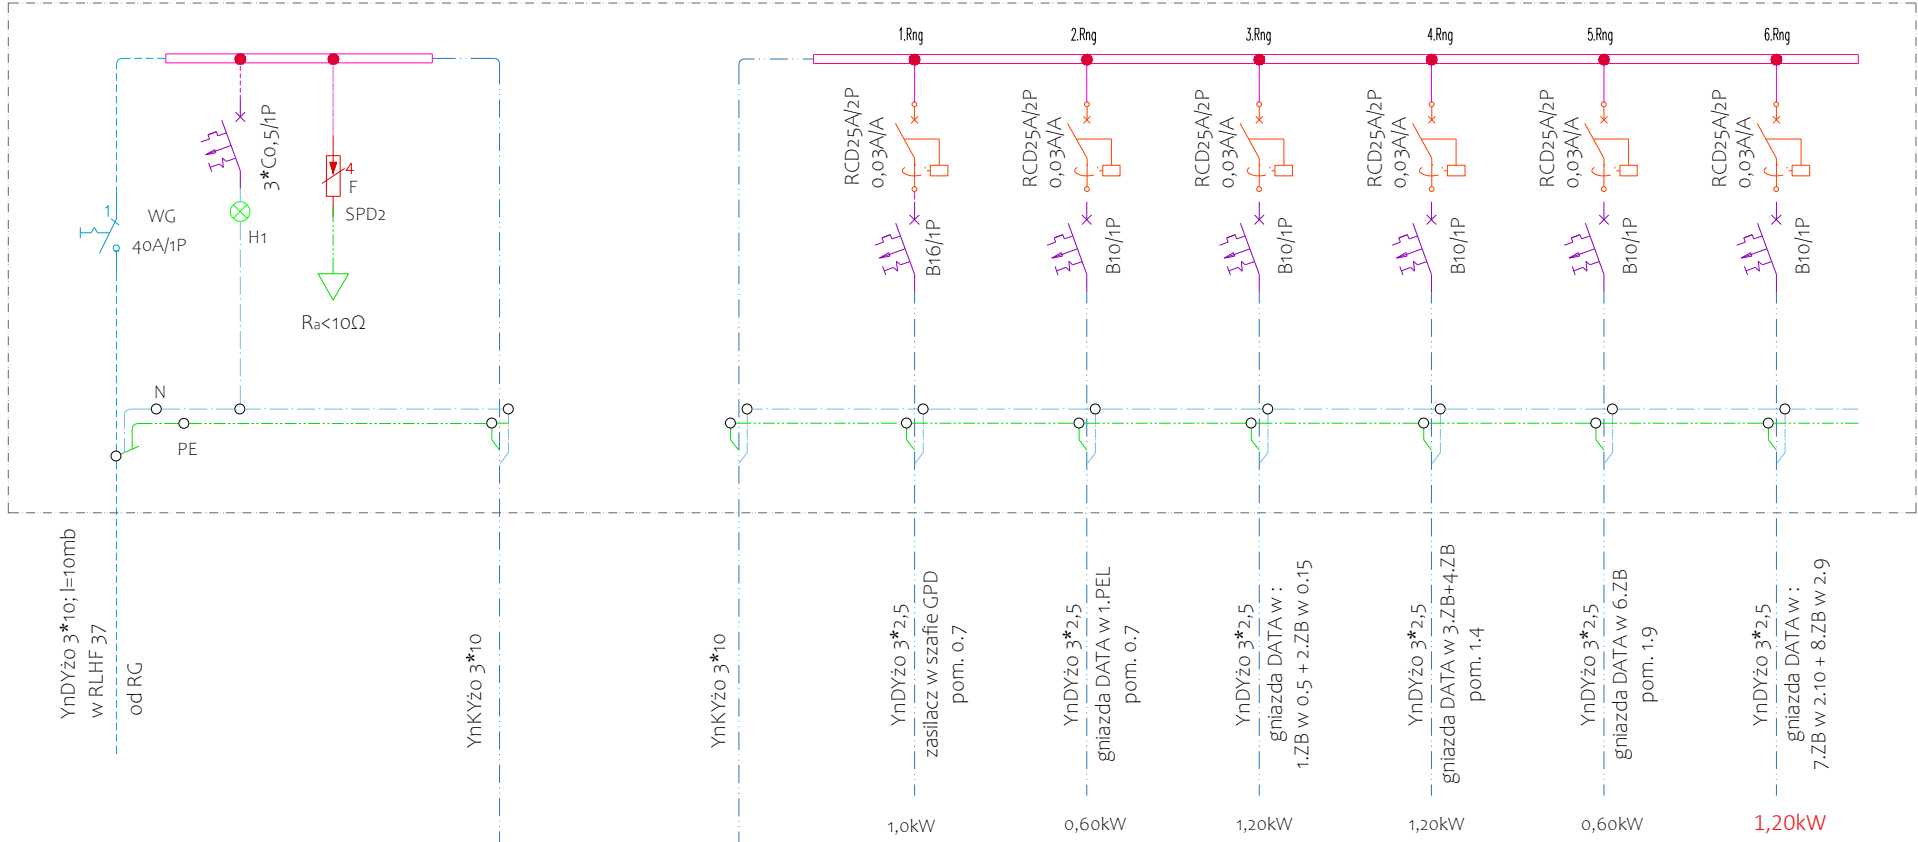 1.Rng
2.Rng
3.Rng
4.Rng
5.Rng
6.Rng
3*C0,5/1P
4
F
SPD2
H1
1
WG
40A/1P
Ra<10Ω
RCD25A/2P
0,03A/A
B16/1P
RCD25A/2P
0,03A/A
B10/1P
RCD25A/2P
0,03A/A
B10/1P
RCD25A/2P
0,03A/A
B10/1P
RCD25A/2P
0,03A/A
B10/1P
RCD25A/2P
0,03A/A
B10/1P
N
PE
YnDYżo 3*10; l=10mb
w RLHF 37
od RG
YnKYżo 3*10
YnKYżo 3*10
YnDYżo 3*2,5
zasilacz w szafie GPD
pom. 0.7
YnDYżo 3*2,5
gniazda DATA w 1.PEL
pom. 0.7
YnDYżo 3*2,5
gniazda DATA w :
1.ZB w 0.5 + 2.ZB w 0.15
YnDYżo 3*2,5
gniazda DATA w 3.ZB+4.ZB
pom. 1.4
YnDYżo 3*2,5
gniazda DATA w 6.ZB
pom. 1.9
YnDYżo 3*2,5
gniazda DATA w :
7.ZB w 2.10 + 8.ZB w 2.9
1,0kW
0,60kW
1,20kW
1,20kW
0,60kW
1,20kW